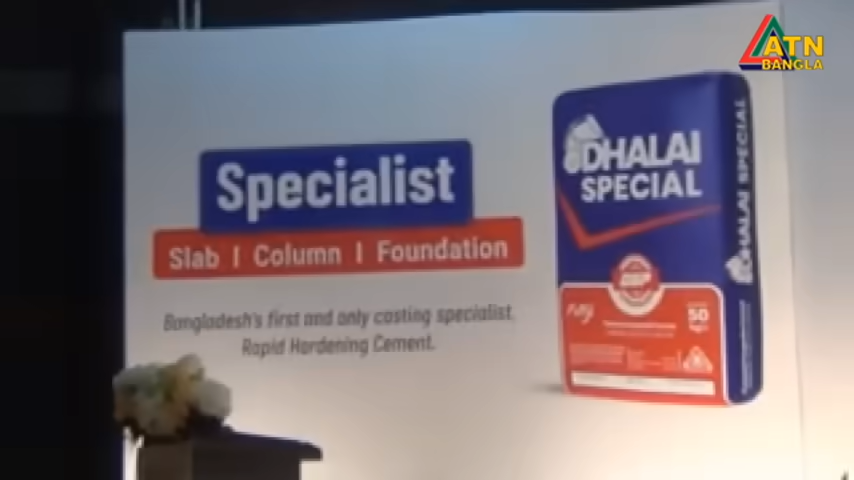 ATN
BANGLA
Specialist
Slab | Column | Foundation
Bangladesh's first and only casting specialist.
Rapid Hardening Cement.
DHALAI
SPECIAL
DHALAI SPECIAL
50